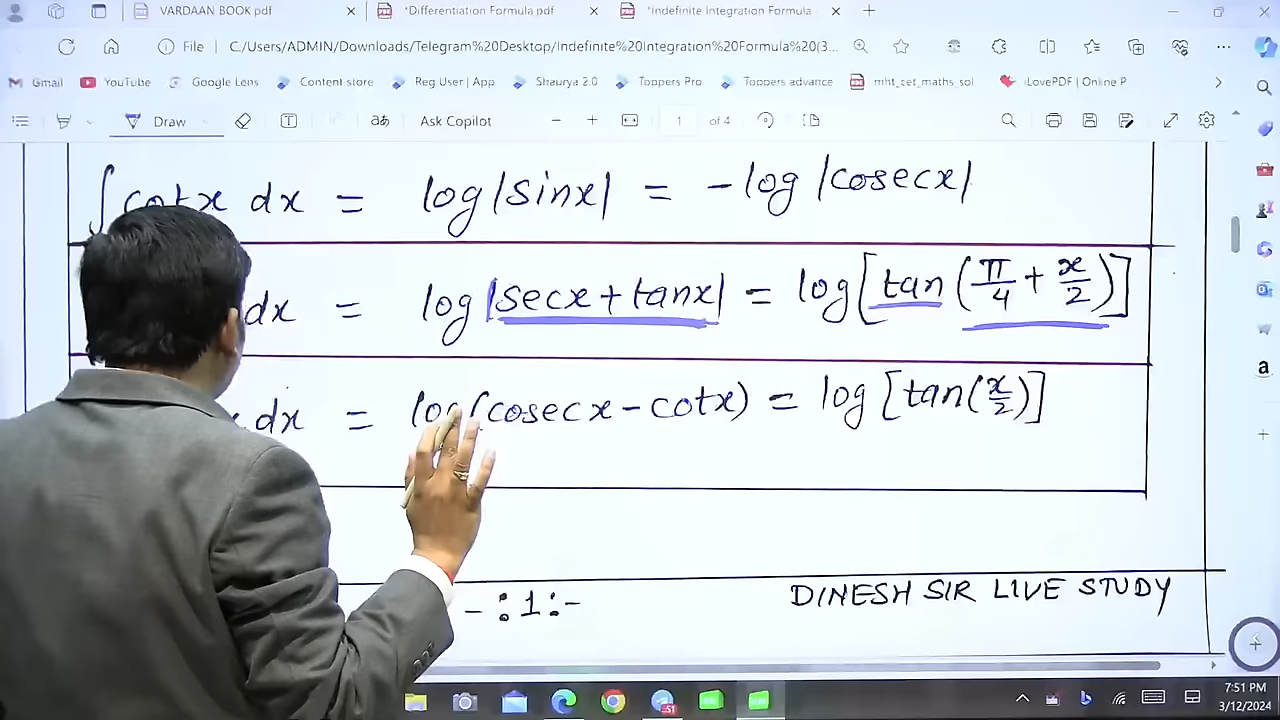 VARDAAN BOOK pdf × *Differentiation Formula.pdf × *Indefinite Integration Formula × +
File C:/Users/ADMIN/Downloads/Telegram%20Desktop/Indefinite%20Integration%20Formula%20(3...
Gmail YouTube Google Lens Content store Reg User | App Shaurya 2.0 Toppers Pro Toppers advance mht_cet_maths_sol iLovePDF | Online P
Draw aあ Ask Copilot − + 1 of 4
∫ cotx dx = log|sinx| = -log|cosecx|
dx = log|secx+tanx| = log[tan(π/4 + x/2)]
dx = log(cosecx-cotx) = log[tan(x/2)]
- :1:-
DINESH SIR LIVE STUDY
7:51 PM
3/12/2024